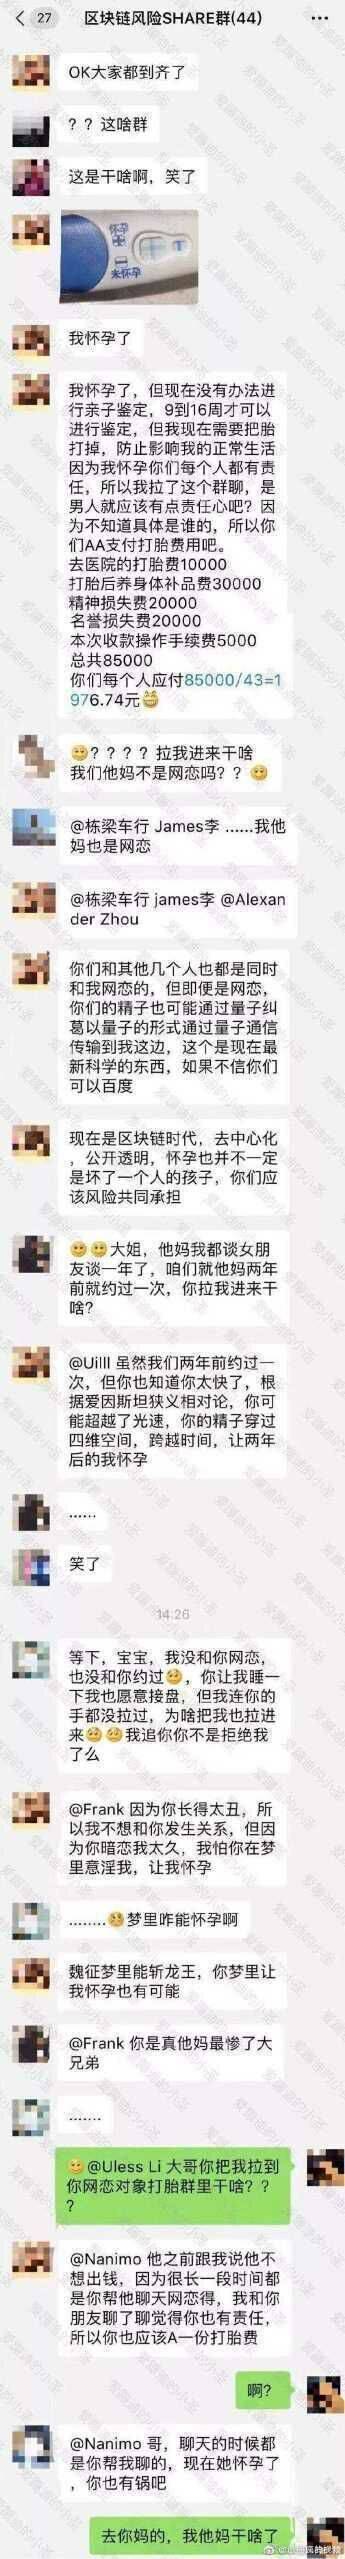 27
区块链风险SHARE群(44)
OK大家都到齐了
？？这啥群
这是干啥啊，笑了
怀孕
未怀孕
我怀孕了
我怀孕了，但现在没有办法进
行亲子鉴定，9到16周才可以
进行鉴定，但我现在需要把胎
打掉，防止影响我的正常生活
因为我怀孕你们每个人都有责
任，所以我拉了这个群聊，是
男人就应该有点责任心吧？因
为不知道具体是谁的，所以你
们AA支付打胎费用吧。
去医院的打胎费10000
打胎后养身体补品费30000
精神损失费20000
名誉损失费20000
本次收款操作手续费5000
总共85000
你们每个人应付85000/43=1
976.74元😁
？？？？拉我进来干啥
我们他妈不是网恋吗？？
@栋梁车行 James李 ......我他
妈也是网恋
@栋梁车行 james李 @Alexan
der Zhou
你们和其他几个人也都是同时
和我网恋的，但即便是网恋，
你们的精子也可能通过量子纠
葛以量子的形式通过量子通信
传输到我这边，这个是现在最
新科学的东西，如果不信你们
可以百度
现在是区块链时代，去中心化
，公开透明，怀孕也并不一定
是坏了一个人的孩子，你们应
该风险共同承担
大姐，他妈我都谈女朋
友谈一年了，咱们就他妈两年
前就约过一次，你拉我进来干
啥？
@Uilll 虽然我们两年前约过一
次，但你也知道你太快了，根
据爱因斯坦狭义相对论，你可
能超越了光速，你的精子穿过
四维空间，跨越时间，让两年
后的我怀孕
......
笑了
14:26
等下，宝宝，我没和你网恋，
也没和你约过🥺，你让我睡一
下我也愿意接盘，但我连你的
手都没拉过，为啥把我也拉进
来🥺🥺我追你你不是拒绝我
了么
@Frank 因为你长得太丑，所
以我不想和你发生关系，但因
为你暗恋我太久，我怕你在梦
里意淫我，让我怀孕
........梦里咋能怀孕啊
魏征梦里能斩龙王，你梦里让
我怀孕也有可能
@Frank 你是真他妈最惨了大
兄弟
.......
@Uless Li 大哥你把我拉到
你网恋对象打胎群里干啥？？
？
@Nanimo 他之前跟我说他不
想出钱，因为很长一段时间都
是你帮他聊天网恋得，我和你
朋友聊了聊觉得你也有责任，
所以你也应该A一份打胎费
啊?
@Nanimo 哥，聊天的时候都
是你帮我聊的，现在她怀孕了
，你也有锅吧
去你妈的，我他妈干啥了